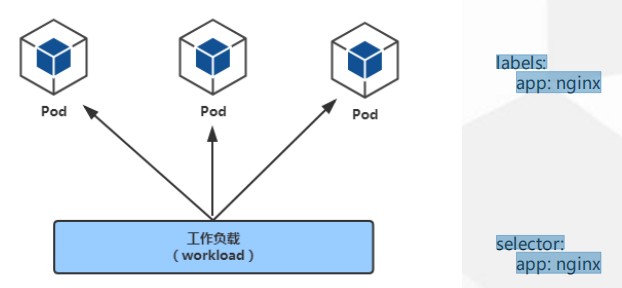 Pod
Pod
Pod
labels:
app: nginx
工作负载
（workload）
selector:
app: nginx